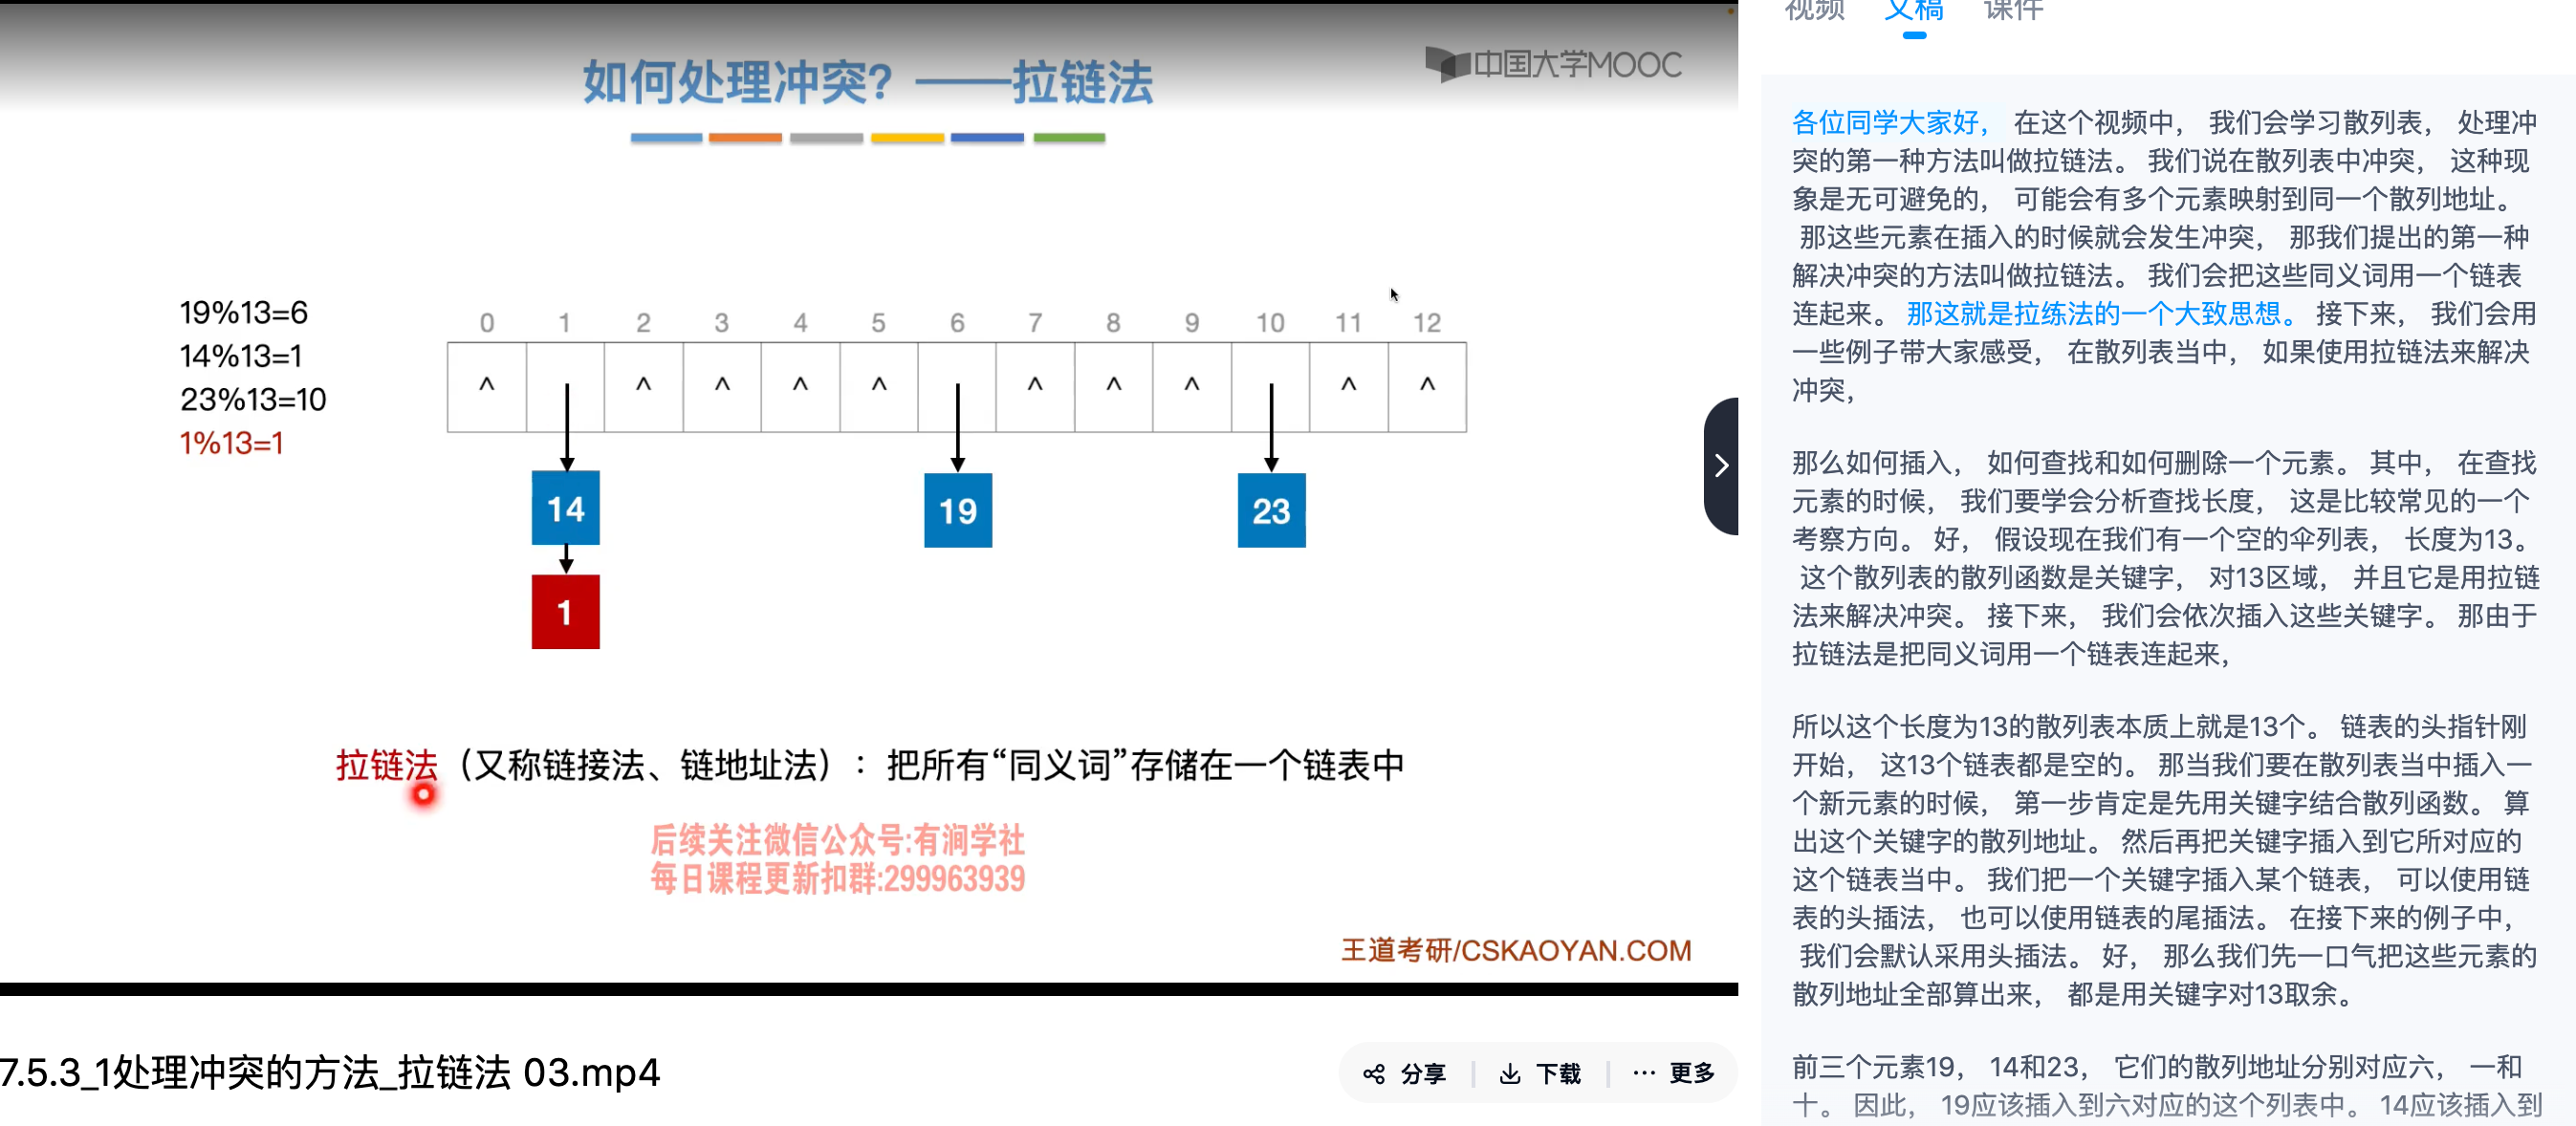 如何处理冲突？——拉链法
中国大学MOOC
19%13=6
14%13=1
23%13=10
1%13=1
0 1 2 3 4 5 6 7 8 9 10 11 12
^ ^ ^ ^ ^ ^ ^ ^ ^ ^
14 19 23
1
拉链法（又称链接法、链地址法）：把所有“同义词”存储在一个链表中
后续关注微信公众号:有涧学社
每日课程更新扣群:299963939
王道考研/CSKAOYAN.COM
7.5.3_1处理冲突的方法_拉链法 03.mp4
分享 下载 更多
视频 文稿 课件
各位同学大家好， 在这个视频中， 我们会学习散列表， 处理冲
突的第一种方法叫做拉链法。 我们说在散列表中冲突， 这种现
象是无可避免的， 可能会有多个元素映射到同一个散列地址。
那这些元素在插入的时候就会发生冲突， 那我们提出的第一种
解决冲突的方法叫做拉链法。 我们会把这些同义词用一个链表
连起来。 那这就是拉练法的一个大致思想。 接下来， 我们会用
一些例子带大家感受， 在散列表当中， 如果使用拉链法来解决
冲突，
那么如何插入， 如何查找和如何删除一个元素。 其中， 在查找
元素的时候， 我们要学会分析查找长度， 这是比较常见的一个
考察方向。 好， 假设现在我们有一个空的伞列表， 长度为13。
这个散列表的散列函数是关键字， 对13区域， 并且它是用拉链
法来解决冲突。 接下来， 我们会依次插入这些关键字。 那由于
拉链法是把同义词用一个链表连起来，
所以这个长度为13的散列表本质上就是13个。 链表的头指针刚
开始， 这13个链表都是空的。 那当我们要在散列表当中插入一
个新元素的时候， 第一步肯定是先用关键字结合散列函数。 算
出这个关键字的散列地址。 然后再把关键字插入到它所对应的
这个链表当中。 我们把一个关键字插入某个链表， 可以使用链
表的头插法， 也可以使用链表的尾插法。 在接下来的例子中，
我们会默认采用头插法。 好， 那么我们先一口气把这些元素的
散列地址全部算出来， 都是用关键字对13取余。
前三个元素19， 14和23， 它们的散列地址分别对应六， 一和
十。 因此， 19应该插入到六对应的这个列表中。 14应该插入到